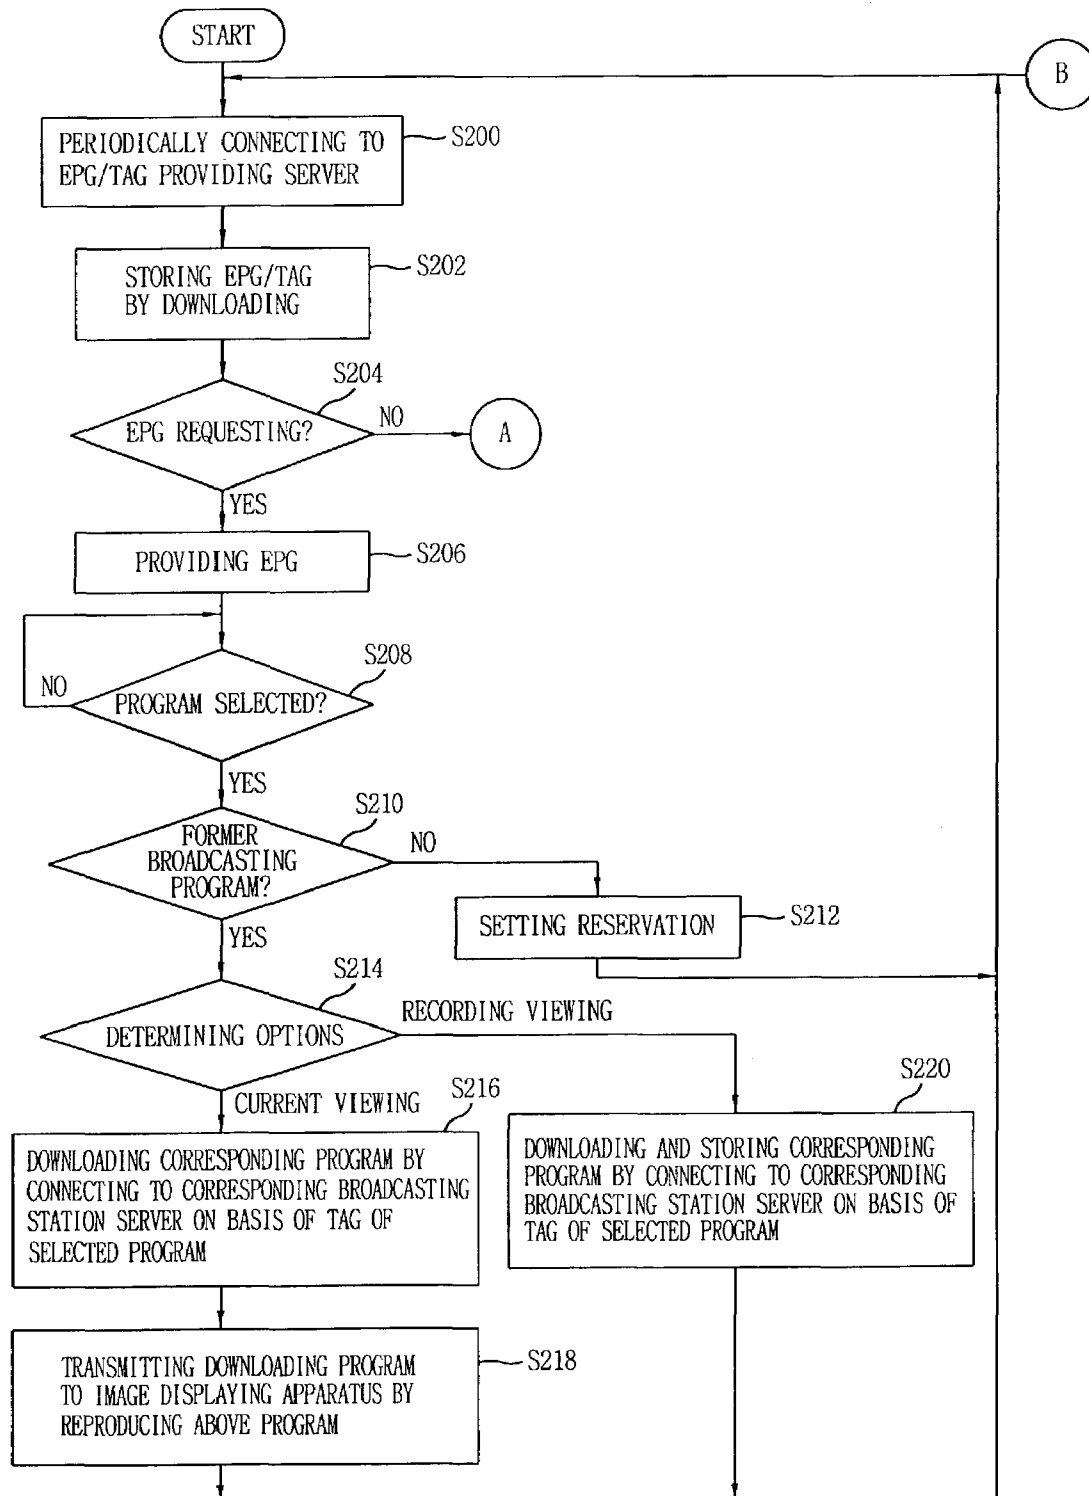 START
B
PERIODICALLY CONNECTING TO
EPG/TAG PROVIDING SERVER
S200
STORING EPG/TAG
BY DOWNLOADING
S202
S204
EPG REQUESTING?
NO
A
YES
PROVIDING EPG
S206
S208
NO
PROGRAM SELECTED?
YES
S210
FORMER
BROADCASTING
PROGRAM?
NO
SETTING RESERVATION
S212
YES
S214
DETERMINING OPTIONS
RECORDING VIEWING
CURRENT VIEWING
S216
S220
DOWNLOADING CORRESPONDING PROGRAM BY
CONNECTING TO CORRESPONDING BROADCASTING
STATION SERVER ON BASIS OF TAG OF
SELECTED PROGRAM
DOWNLOADING AND STORING CORRESPONDING
PROGRAM BY CONNECTING TO CORRESPONDING
BROADCASTING STATION SERVER ON BASIS OF
TAG OF SELECTED PROGRAM
TRANSMITTING DOWNLOADING PROGRAM
TO IMAGE DISPLAYING APPARATUS BY
REPRODUCING ABOVE PROGRAM
S218